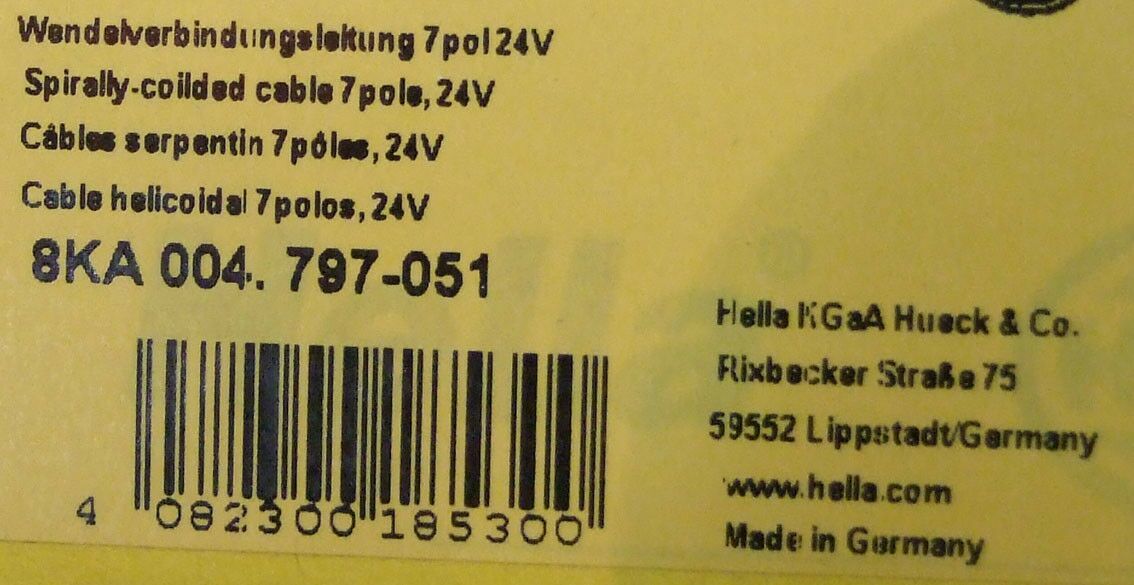 Wendelverbindungsleitung 7pol 24V
Spirally-coilded cable 7pole, 24V
Câbles serpentin 7pôles, 24V
Cable helicoidal 7polos, 24V
8KA 004. 797-051
4 082300 185300
Hella KGaA Hueck & Co.
Rixbecker Straße 75
59552 Lippstadt/Germany
www.hella.com
Made in Germany